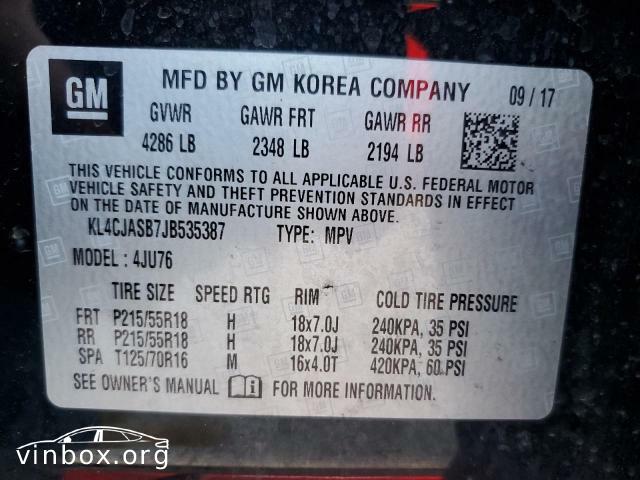 GM MFD BY GM KOREA COMPANY 09/17
GVWR GAWR FRT GAWR RR
4286 LB 2348 LB 2194 LB
THIS VEHICLE CONFORMS TO ALL APPLICABLE U.S. FEDERAL MOTOR
VEHICLE SAFETY AND THEFT PREVENTION STANDARDS IN EFFECT
ON THE DATE OF MANUFACTURE SHOWN ABOVE.
KL4CJASB7JB535387 TYPE: MPV
MODEL : 4JU76
TIRE SIZE SPEED RTG RIM COLD TIRE PRESSURE
FRT P215/55R18 H 18x7.0J 240KPA, 35 PSI
RR P215/55R18 H 18x7.0J 240KPA, 35 PSI
SPA T125/70R16 M 16x4.0T 420KPA, 60 PSI
SEE OWNER'S MANUAL FOR MORE INFORMATION.
vinbox.org